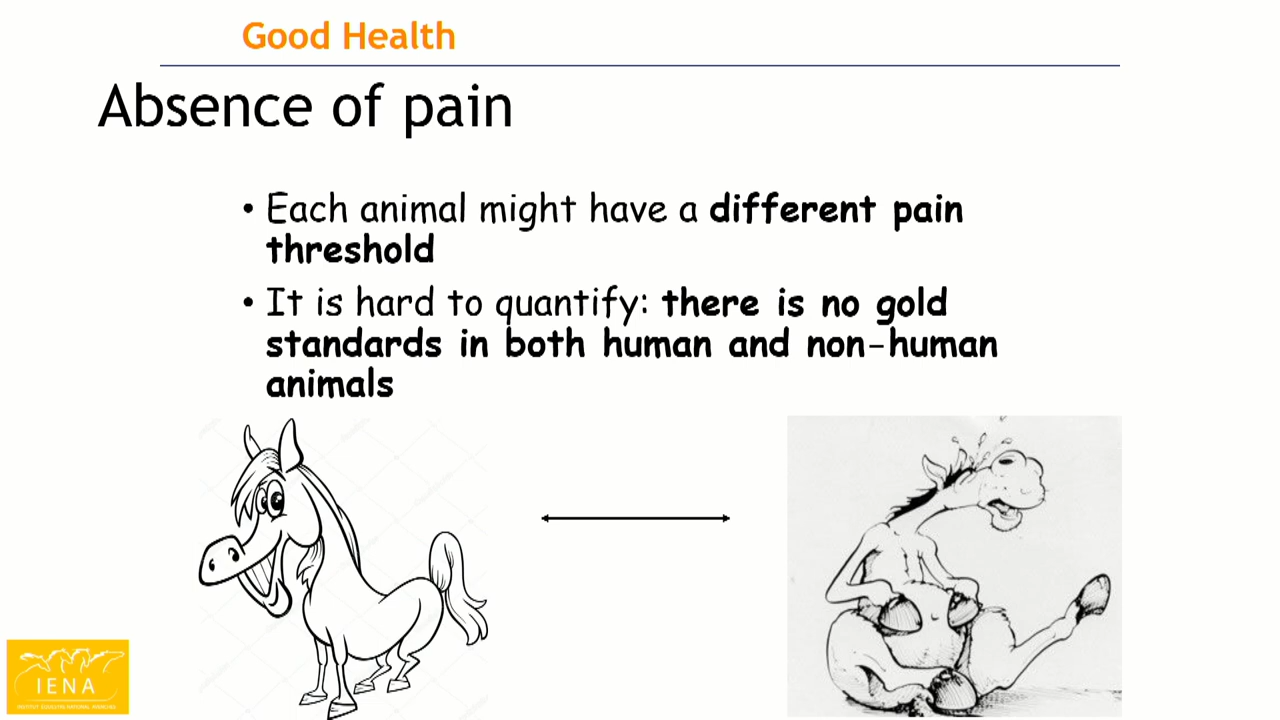 Good Health
Absence of pain
• Each animal might have a different pain
threshold
• It is hard to quantify: there is no gold
standards in both human and non-human
animals
IENA